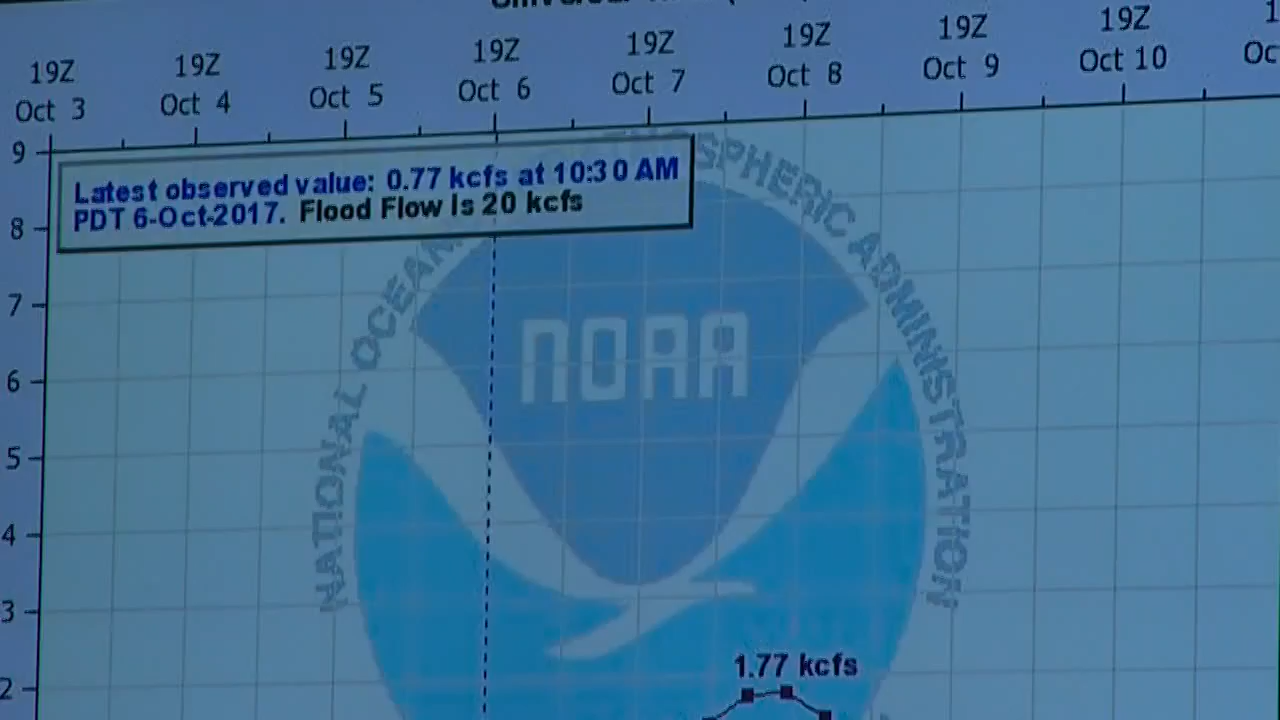 19Z 19Z 19Z 19Z 19Z 19Z 19Z 19Z
Oct 3 Oct 4 Oct 5 Oct 6 Oct 7 Oct 8 Oct 9 Oct 10
9
Latest observed value: 0.77 kcfs at 10:30 AM
PDT 6-Oct-2017. Flood Flow Is 20 kcfs
8
7
6
5
4
3
2
NATIONAL OCEAN
SPHERIC ADMINISTRATION
NOAA
1.77 kcfs